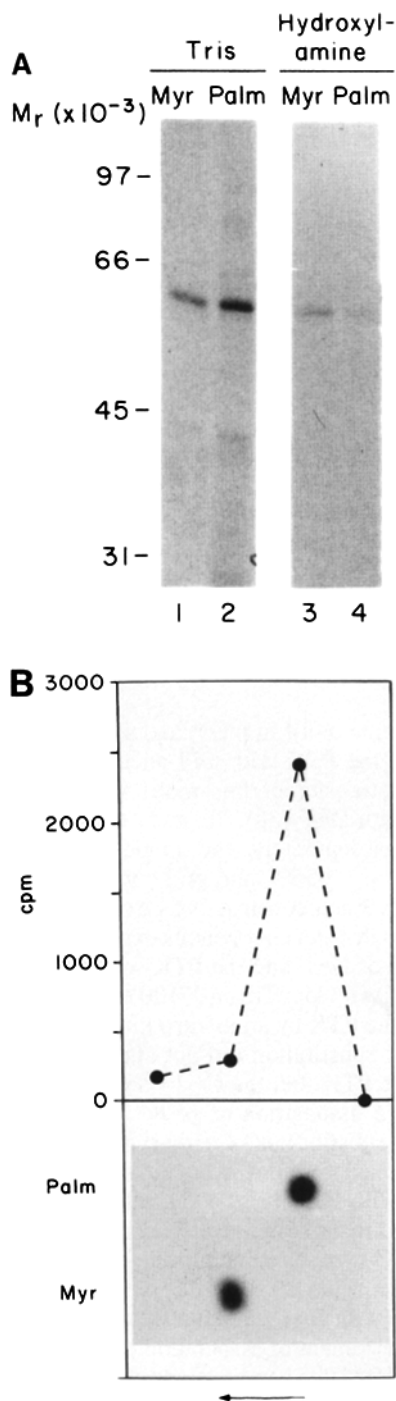 A
Tris
Hydroxyl-
amine
Mr (x10-3)
Myr Palm
Myr Palm
97-
66-
45-
31-
1 2 3 4
B
3000
2000
1000
0
cpm
Palm
Myr